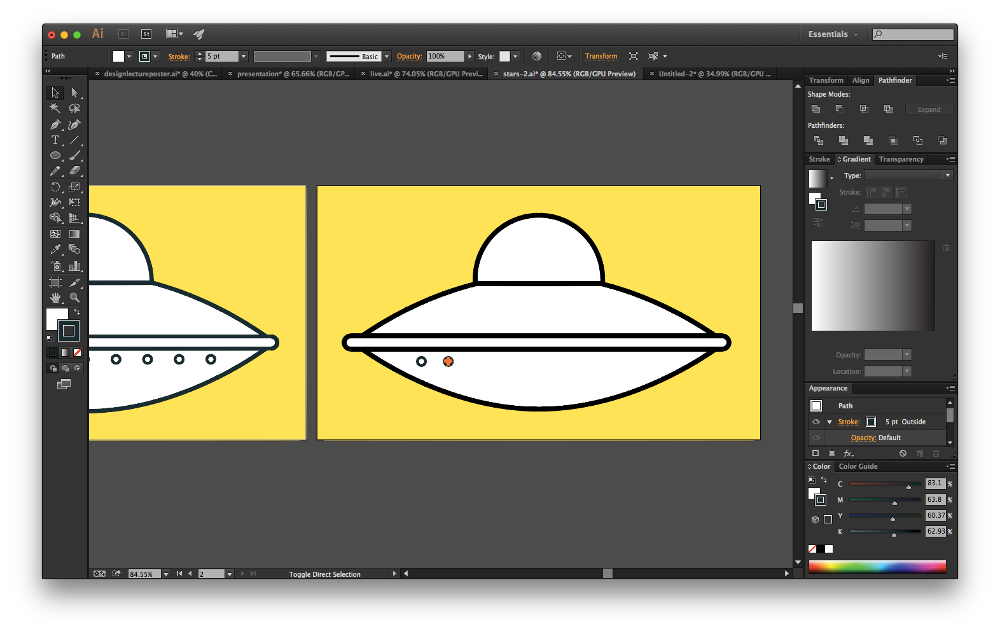 Ai Br St Essentials
Path Stroke: 5 pt Basic Opacity: 100% Style: Transform
designlectureposter.ai* @ 40% (C... presentation* @ 65.66% (RGB/GP... live.ai* @ 74.05% (RGB/GPU Previ... stars-2.ai* @ 84.55% (RGB/GPU Preview) Untitled-2* @ 34.99% (RGB/GPU ...
Transform Align Pathfinder
Shape Modes:
Expand
Pathfinders:
Stroke Gradient Transparency
Type:
Stroke:
Opacity:
Location:
Appearance
Path
Stroke: 5 pt Outside
Opacity: Default
fx
Color Color Guide
C 83.1 %
M 63.8 %
Y 60.37 %
K 62.93 %
T
84.55% 2 Toggle Direct Selection